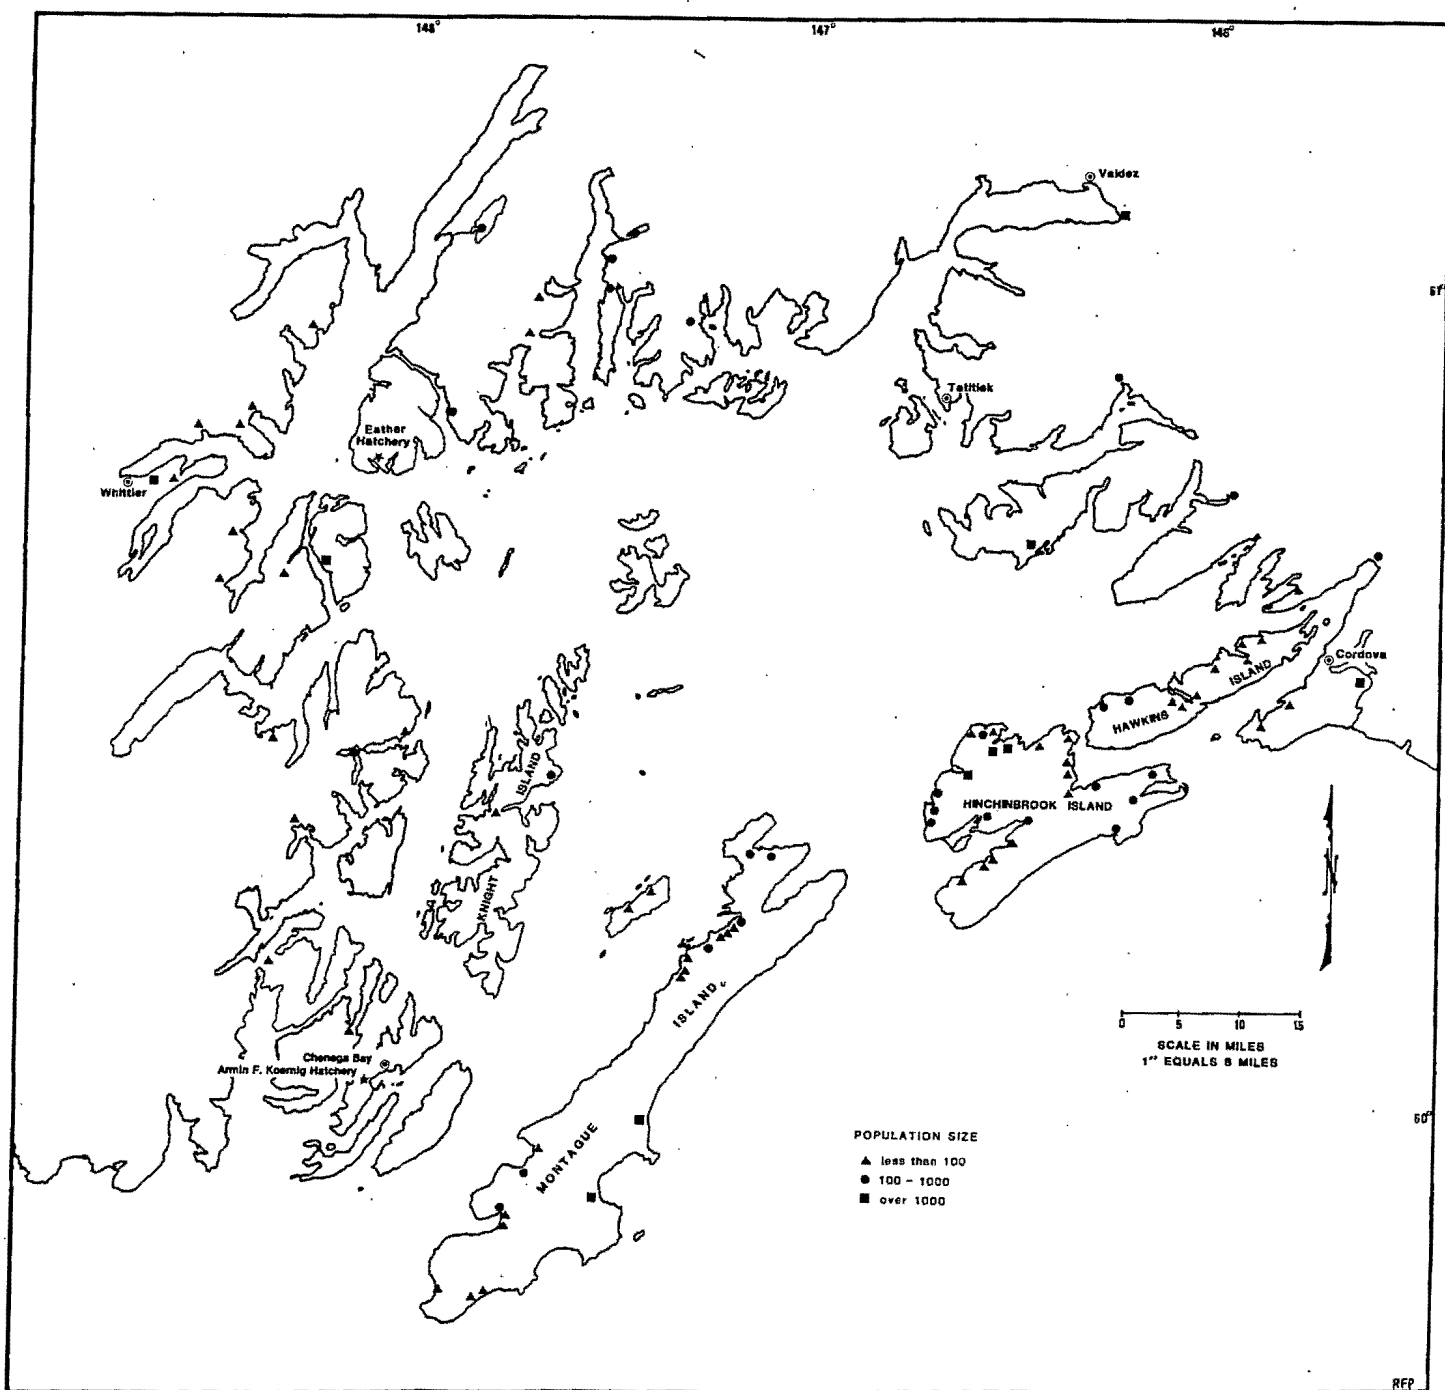 148°
147°
146°
Valdez
61°
Tatitlek
Esther
Hatchery
Whittier
Cordova
HAWKINS ISLAND
HINCHINBROOK ISLAND
KNIGHT ISLAND
MONTAGUE ISLAND
Chenega Bay
Armin F. Koernig Hatchery
N
0 5 10 15
SCALE IN MILES
1" EQUALS 8 MILES
60°
POPULATION SIZE
less than 100
100 - 1000
over 1000
RFP